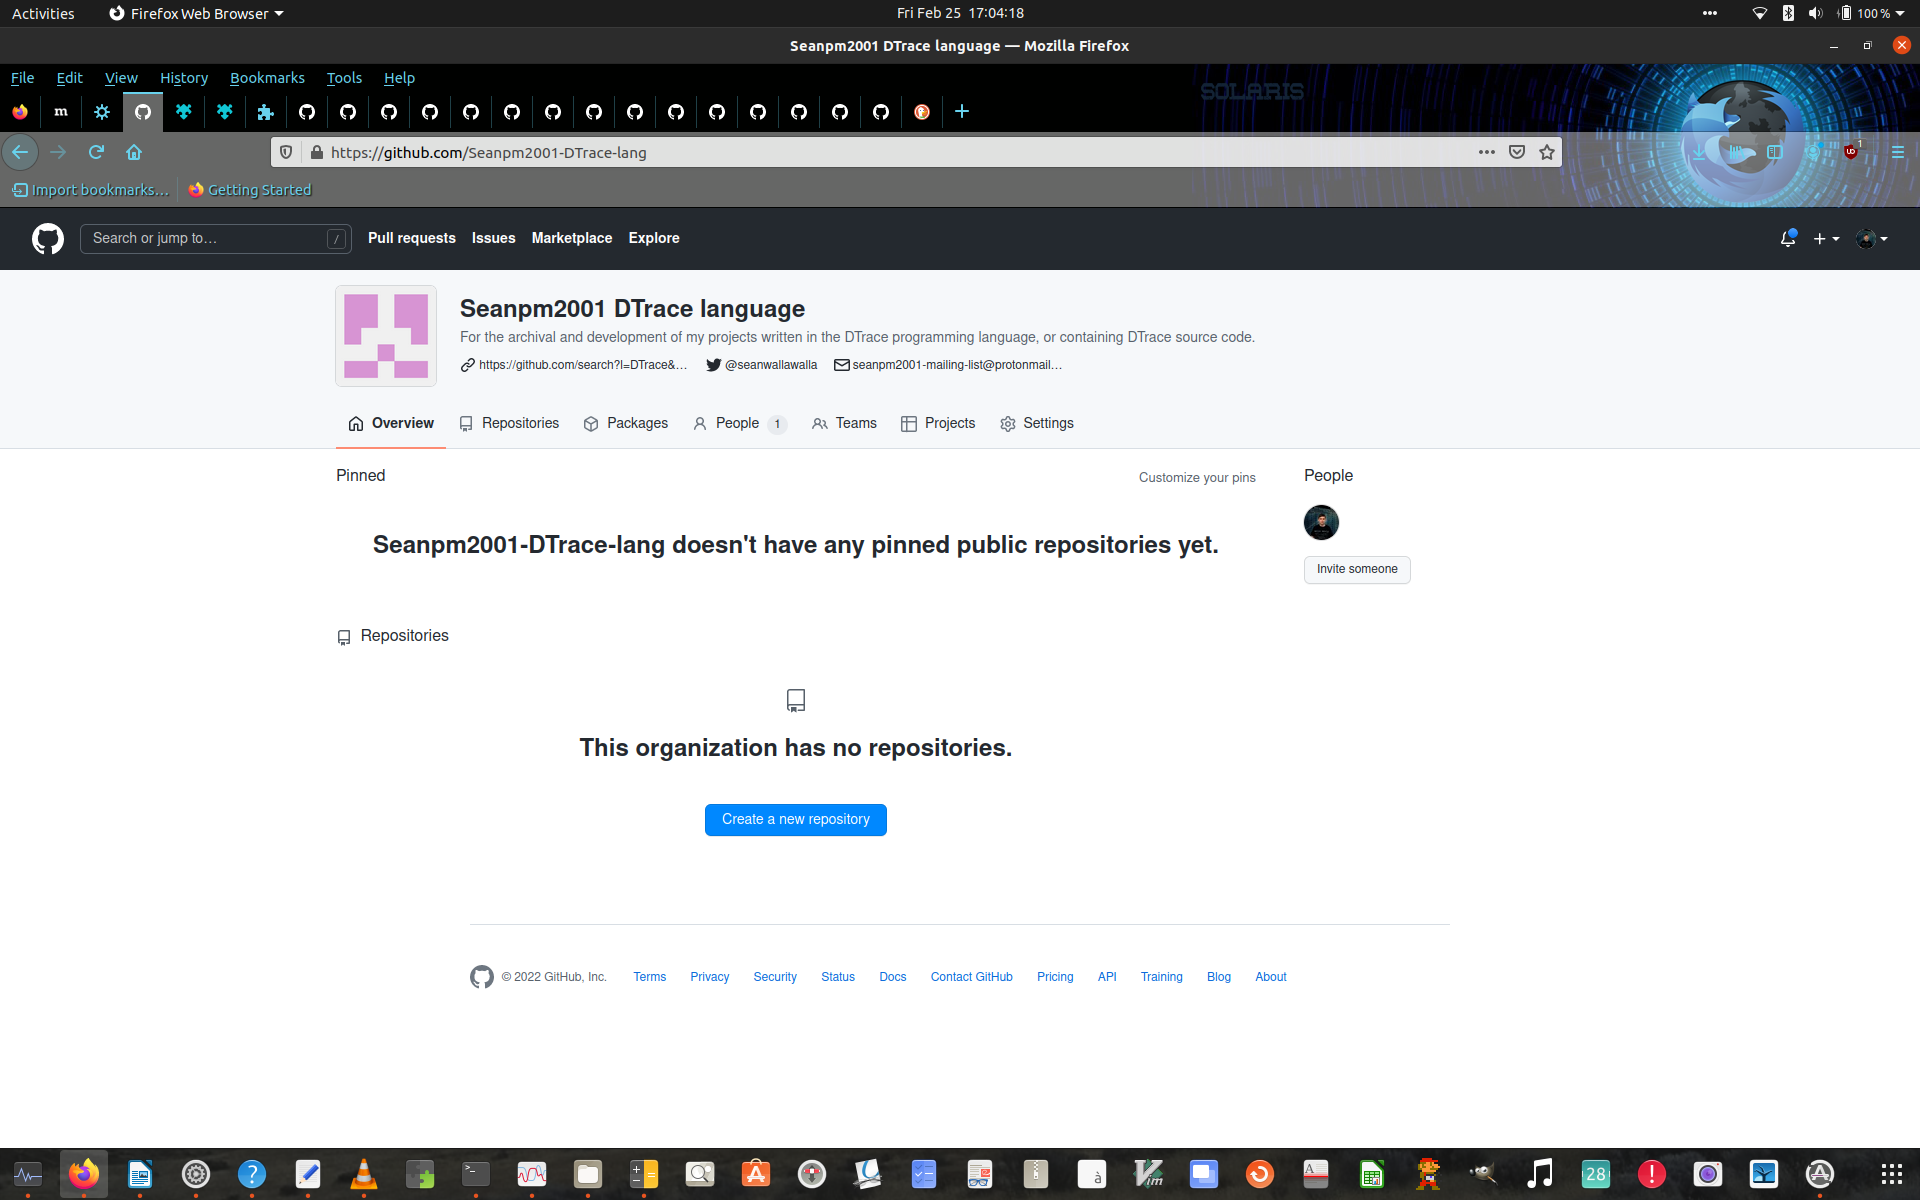 Activities
Firefox Web Browser
Fri Feb 25 17:04:18
100 %
Seanpm2001 DTrace language — Mozilla Firefox
File Edit View History Bookmarks Tools Help
SOLARIS
m
https://github.com/Seanpm2001-DTrace-lang
1
Import bookmarks...
Getting Started
Search or jump to...
/
Pull requests Issues Marketplace Explore
Seanpm2001 DTrace language
For the archival and development of my projects written in the DTrace programming language, or containing DTrace source code.
https://github.com/search?l=DTrace&...
@seanwallawalla
seanpm2001-mailing-list@protonmail...
Overview Repositories Packages People 1 Teams Projects Settings
Pinned
Customize your pins
People
Seanpm2001-DTrace-lang doesn't have any pinned public repositories yet.
Invite someone
Repositories
This organization has no repositories.
Create a new repository
© 2022 GitHub, Inc. Terms Privacy Security Status Docs Contact GitHub Pricing API Training Blog About
28